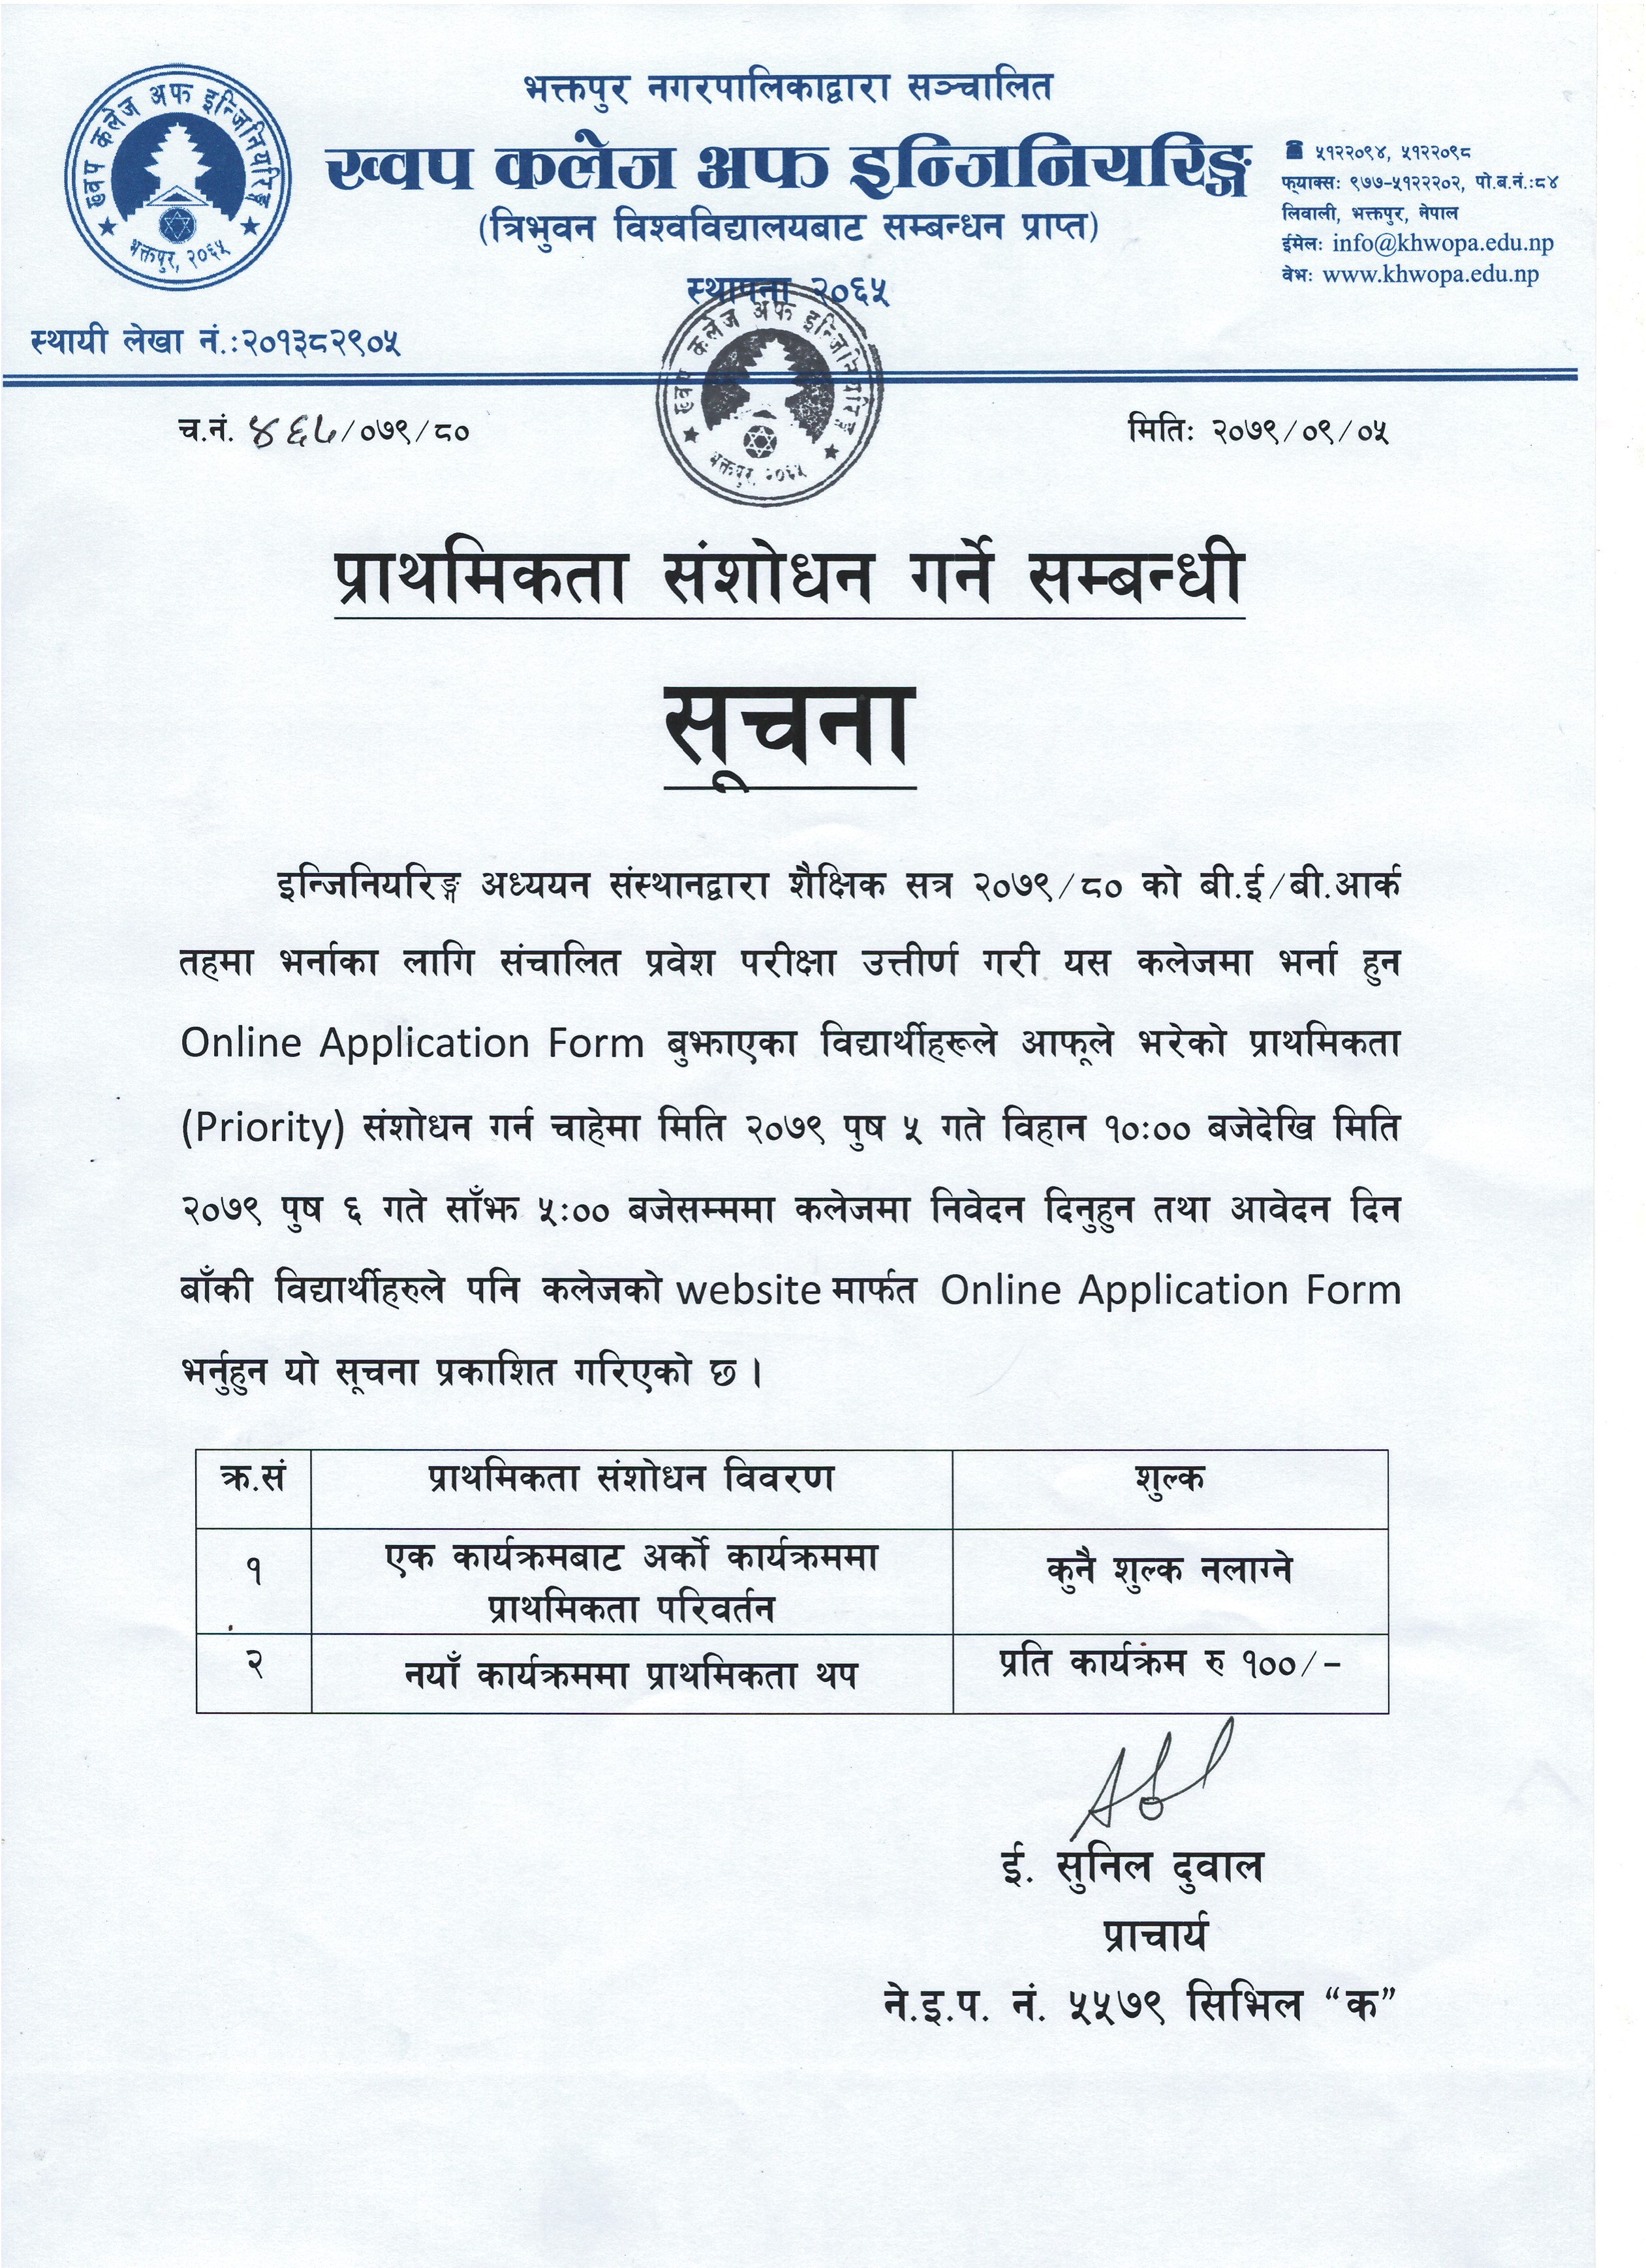 ख्वप कलेज अफ इन्जिनियरिङ्ग
भक्तपुर, २०६५
भक्तपुर नगरपालिकाद्वारा सञ्चालित
ख्वप कलेज अफ इन्जिनियरिङ्ग
(त्रिभुवन विश्वविद्यालयबाट सम्बन्धन प्राप्त)
स्थापना २०६५
५१२२०९४, ५१२२०९८
फ्याक्सः ९७७-५१२२२०२, पो.ब.नं.:८४
लिवाली, भक्तपुर, नेपाल
ईमेलः info@khwopa.edu.np
वेभः www.khwopa.edu.np
स्थायी लेखा नं.:२०१३८२९०५
ख्वप कलेज अफ इन्जिनियरिङ्ग
भक्तपुर, २०६५
च.नं. ४६७/०७९/८०
मितिः २०७९/०९/०५
प्राथमिकता संशोधन गर्ने सम्बन्धी
सूचना
इन्जिनियरिङ्ग अध्ययन संस्थानद्वारा शैक्षिक सत्र २०७९/८० को बी.ई/बी.आर्क
तहमा भर्नाका लागि संचालित प्रवेश परीक्षा उत्तीर्ण गरी यस कलेजमा भर्ना हुन
Online Application Form बुझाएका विद्यार्थीहरूले आफूले भरेको प्राथमिकता
(Priority) संशोधन गर्न चाहेमा मिति २०७९ पुष ५ गते विहान १०:०० बजेदेखि मिति
२०७९ पुष ६ गते साँझ ५:०० बजेसम्ममा कलेजमा निवेदन दिनुहुन तथा आवेदन दिन
बाँकी विद्यार्थीहरुले पनि कलेजको website मार्फत Online Application Form
भर्नुहुन यो सूचना प्रकाशित गरिएको छ ।
क्र.सं प्राथमिकता संशोधन विवरण शुल्क
१ एक कार्यक्रमबाट अर्को कार्यक्रममा प्राथमिकता परिवर्तन कुनै शुल्क नलाग्ने
२ नयाँ कार्यक्रममा प्राथमिकता थप प्रति कार्यक्रम रु १००/-
ई. सुनिल दुवाल
प्राचार्य
ने.इ.प. नं. ५५७९ सिभिल “क”